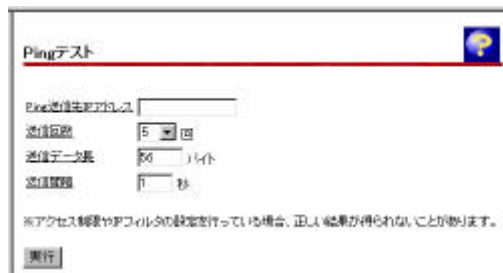 Pingテスト
Ping送信先IPアドレス
送信回数 5 回
送信データ長 56 バイト
送信間隔 1 秒
※アクセス制限やIPフィルタの設定を行っている場合、正しい結果が得られないことがあります。
実行